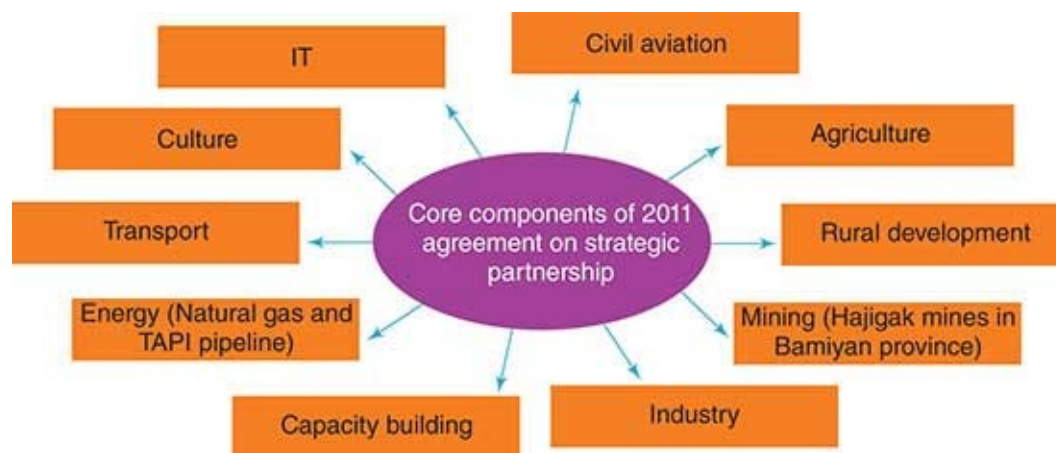 IT
Civil aviation
Culture
Agriculture
Core components of 2011
agreement on strategic
partnership
Transport
Rural development
Energy (Natural gas and
TAPI pipeline)
Mining (Hajigak mines in
Bamiyan province)
Capacity building
Industry